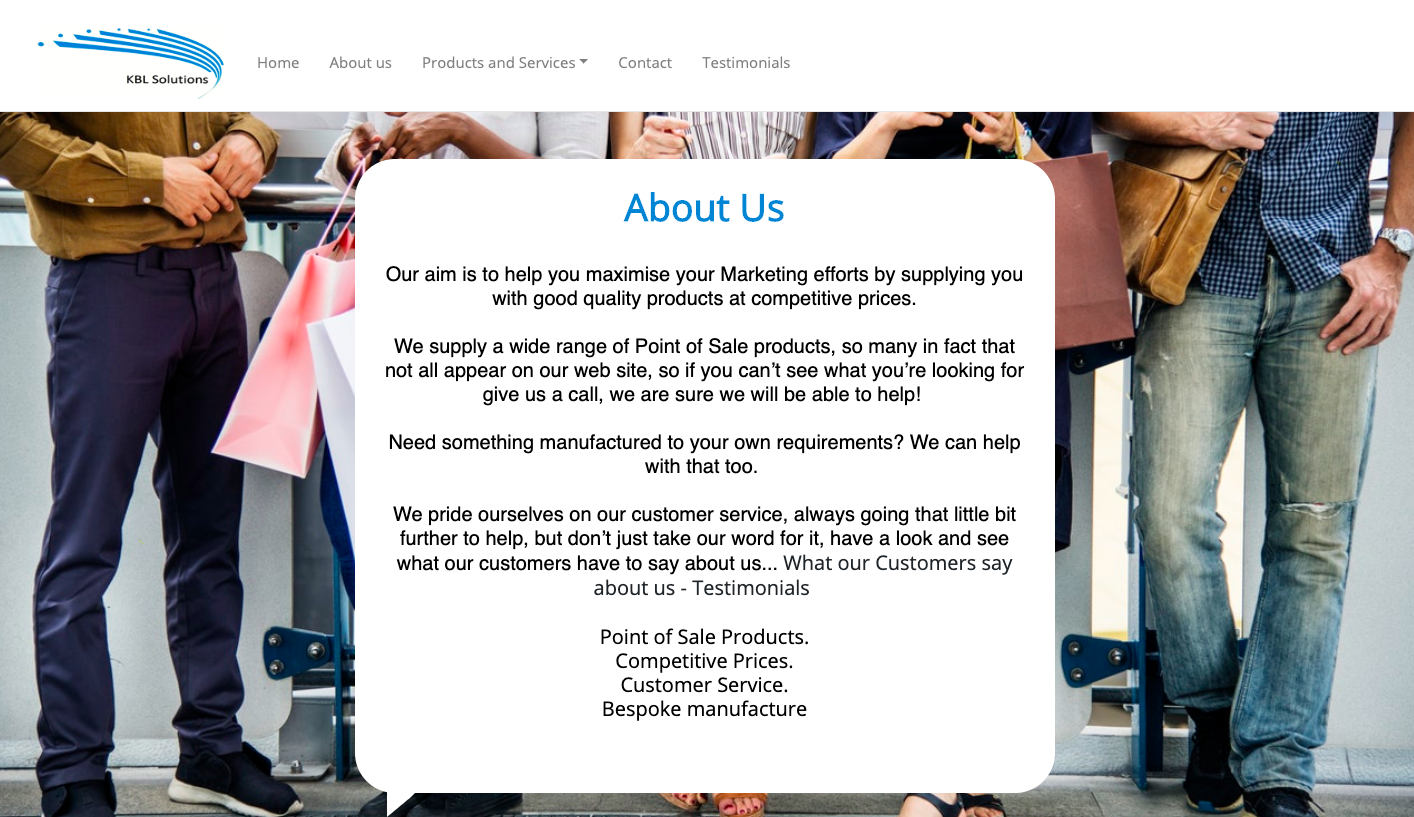 KBL Solutions
Home
About us
Products and Services
Contact
Testimonials
About Us
Our aim is to help you maximise your Marketing efforts by supplying you
with good quality products at competitive prices.
We supply a wide range of Point of Sale products, so many in fact that
not all appear on our web site, so if you can’t see what you’re looking for
give us a call, we are sure we will be able to help!
Need something manufactured to your own requirements? We can help
with that too.
We pride ourselves on our customer service, always going that little bit
further to help, but don’t just take our word for it, have a look and see
what our customers have to say about us... What our Customers say
about us - Testimonials
Point of Sale Products.
Competitive Prices.
Customer Service.
Bespoke manufacture